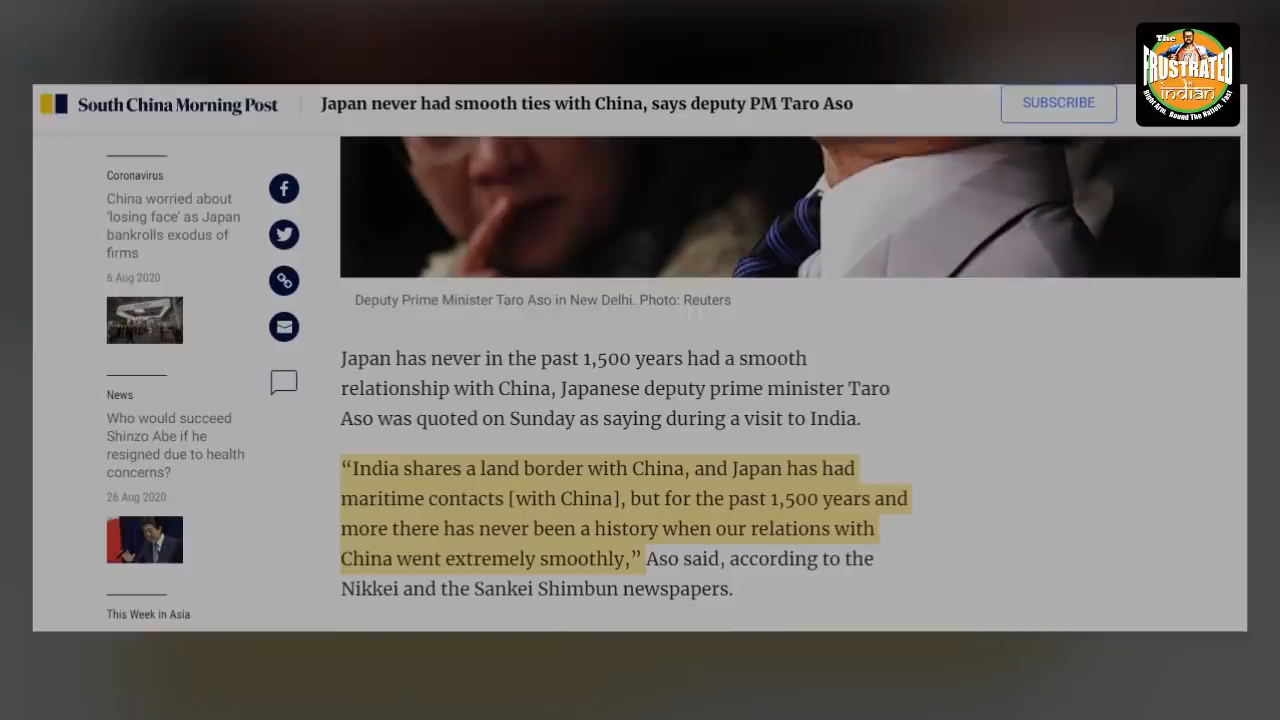 The
FRUSTRATED
indian
Right Arm. Round The Nation. Fast
South China Morning Post
Japan never had smooth ties with China, says deputy PM Taro Aso
SUBSCRIBE
Coronavirus
China worried about
‘losing face’ as Japan
bankrolls exodus of
firms
6 Aug 2020
News
Who would succeed
Shinzo Abe if he
resigned due to health
concerns?
26 Aug 2020
This Week in Asia
Deputy Prime Minister Taro Aso in New Delhi. Photo: Reuters
Japan has never in the past 1,500 years had a smooth
relationship with China, Japanese deputy prime minister Taro
Aso was quoted on Sunday as saying during a visit to India.
“India shares a land border with China, and Japan has had
maritime contacts [with China], but for the past 1,500 years and
more there has never been a history when our relations with
China went extremely smoothly,” Aso said, according to the
Nikkei and the Sankei Shimbun newspapers.